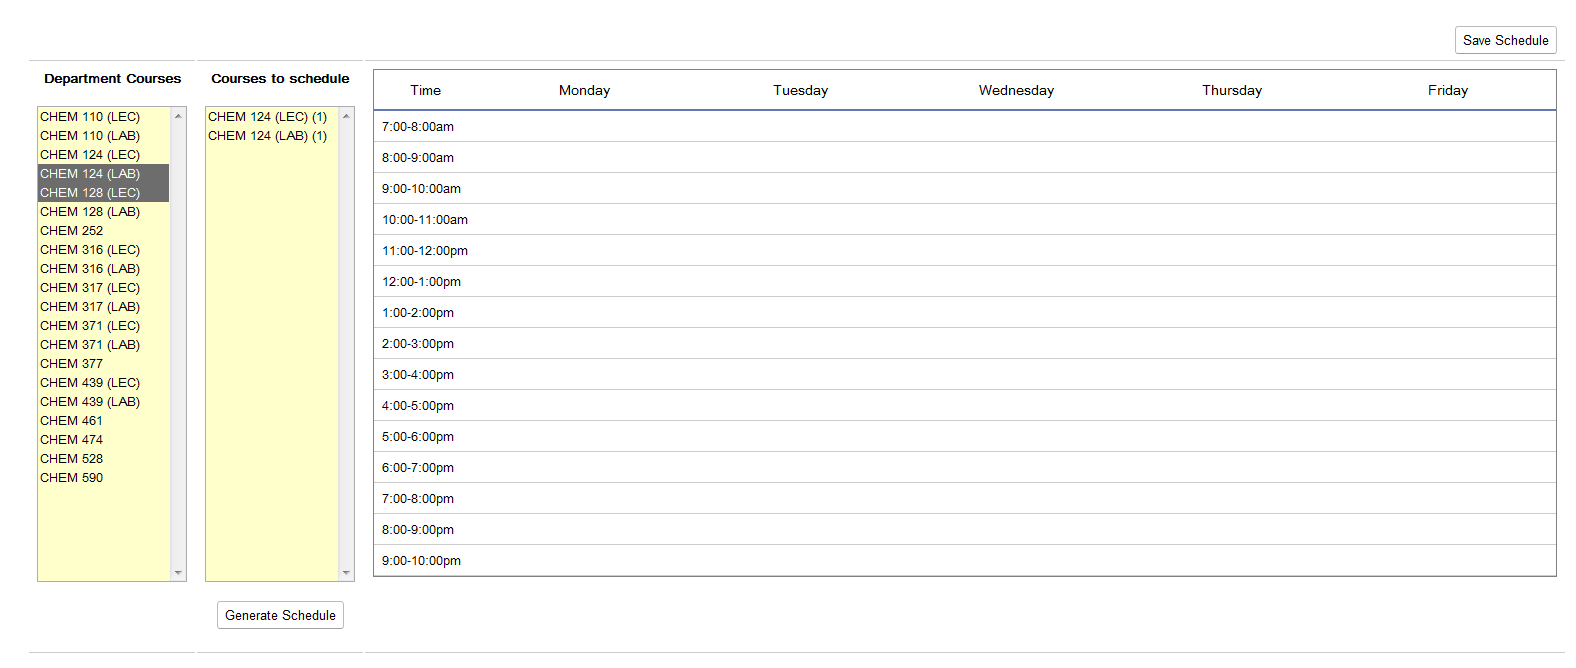 Save Schedule
Department Courses
CHEM 110 (LEC)
CHEM 110 (LAB)
CHEM 124 (LEC)
CHEM 124 (LAB)
CHEM 128 (LEC)
CHEM 128 (LAB)
CHEM 252
CHEM 316 (LEC)
CHEM 316 (LAB)
CHEM 317 (LEC)
CHEM 317 (LAB)
CHEM 371 (LEC)
CHEM 371 (LAB)
CHEM 377
CHEM 439 (LEC)
CHEM 439 (LAB)
CHEM 461
CHEM 474
CHEM 528
CHEM 590
Courses to schedule
CHEM 124 (LEC) (1)
CHEM 124 (LAB) (1)
Generate Schedule
Time Monday Tuesday Wednesday Thursday Friday
7:00-8:00am
8:00-9:00am
9:00-10:00am
10:00-11:00am
11:00-12:00pm
12:00-1:00pm
1:00-2:00pm
2:00-3:00pm
3:00-4:00pm
4:00-5:00pm
5:00-6:00pm
6:00-7:00pm
7:00-8:00pm
8:00-9:00pm
9:00-10:00pm